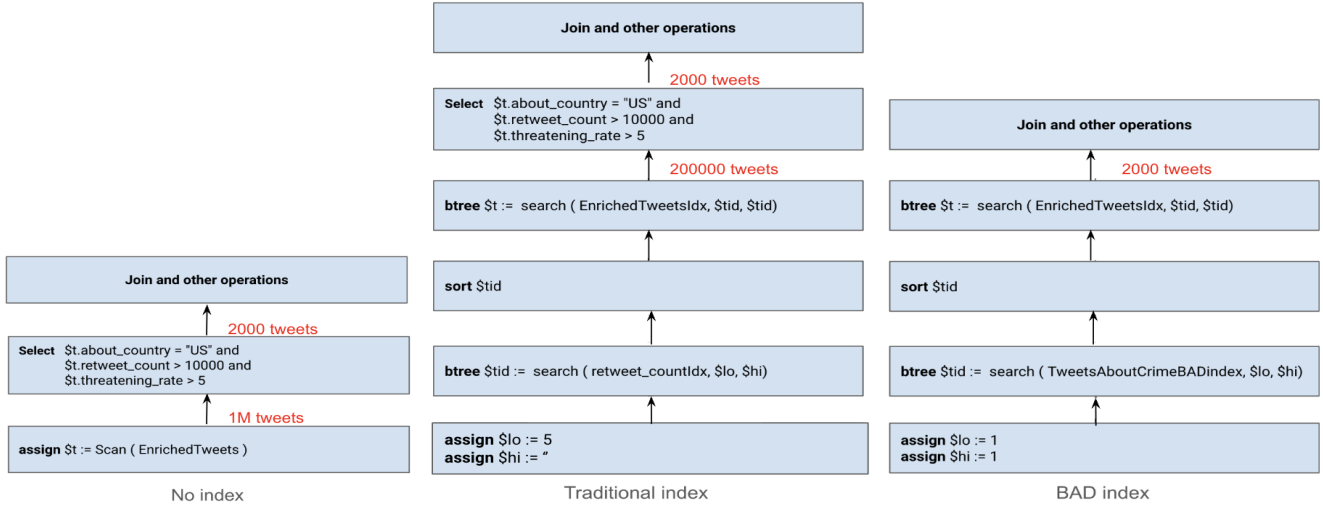 Join and other operations
2000 tweets
Select $t.about_country = "US" and
$t.retweet_count > 10000 and
$t.threatening_rate > 5
1M tweets
assign $t := Scan ( EnrichedTweets )
No index
Join and other operations
2000 tweets
Select $t.about_country = "US" and
$t.retweet_count > 10000 and
$t.threatening_rate > 5
200000 tweets
btree $t := search ( EnrichedTweetsIdx, $tid, $tid)
sort $tid
btree $tid := search ( retweet_countIdx, $lo, $hi)
assign $lo := 5
assign $hi := “
Traditional index
Join and other operations
2000 tweets
btree $t := search ( EnrichedTweetsIdx, $tid, $tid)
sort $tid
btree $tid := search ( TweetsAboutCrimeBADindex, $lo, $hi)
assign $lo := 1
assign $hi := 1
BAD index